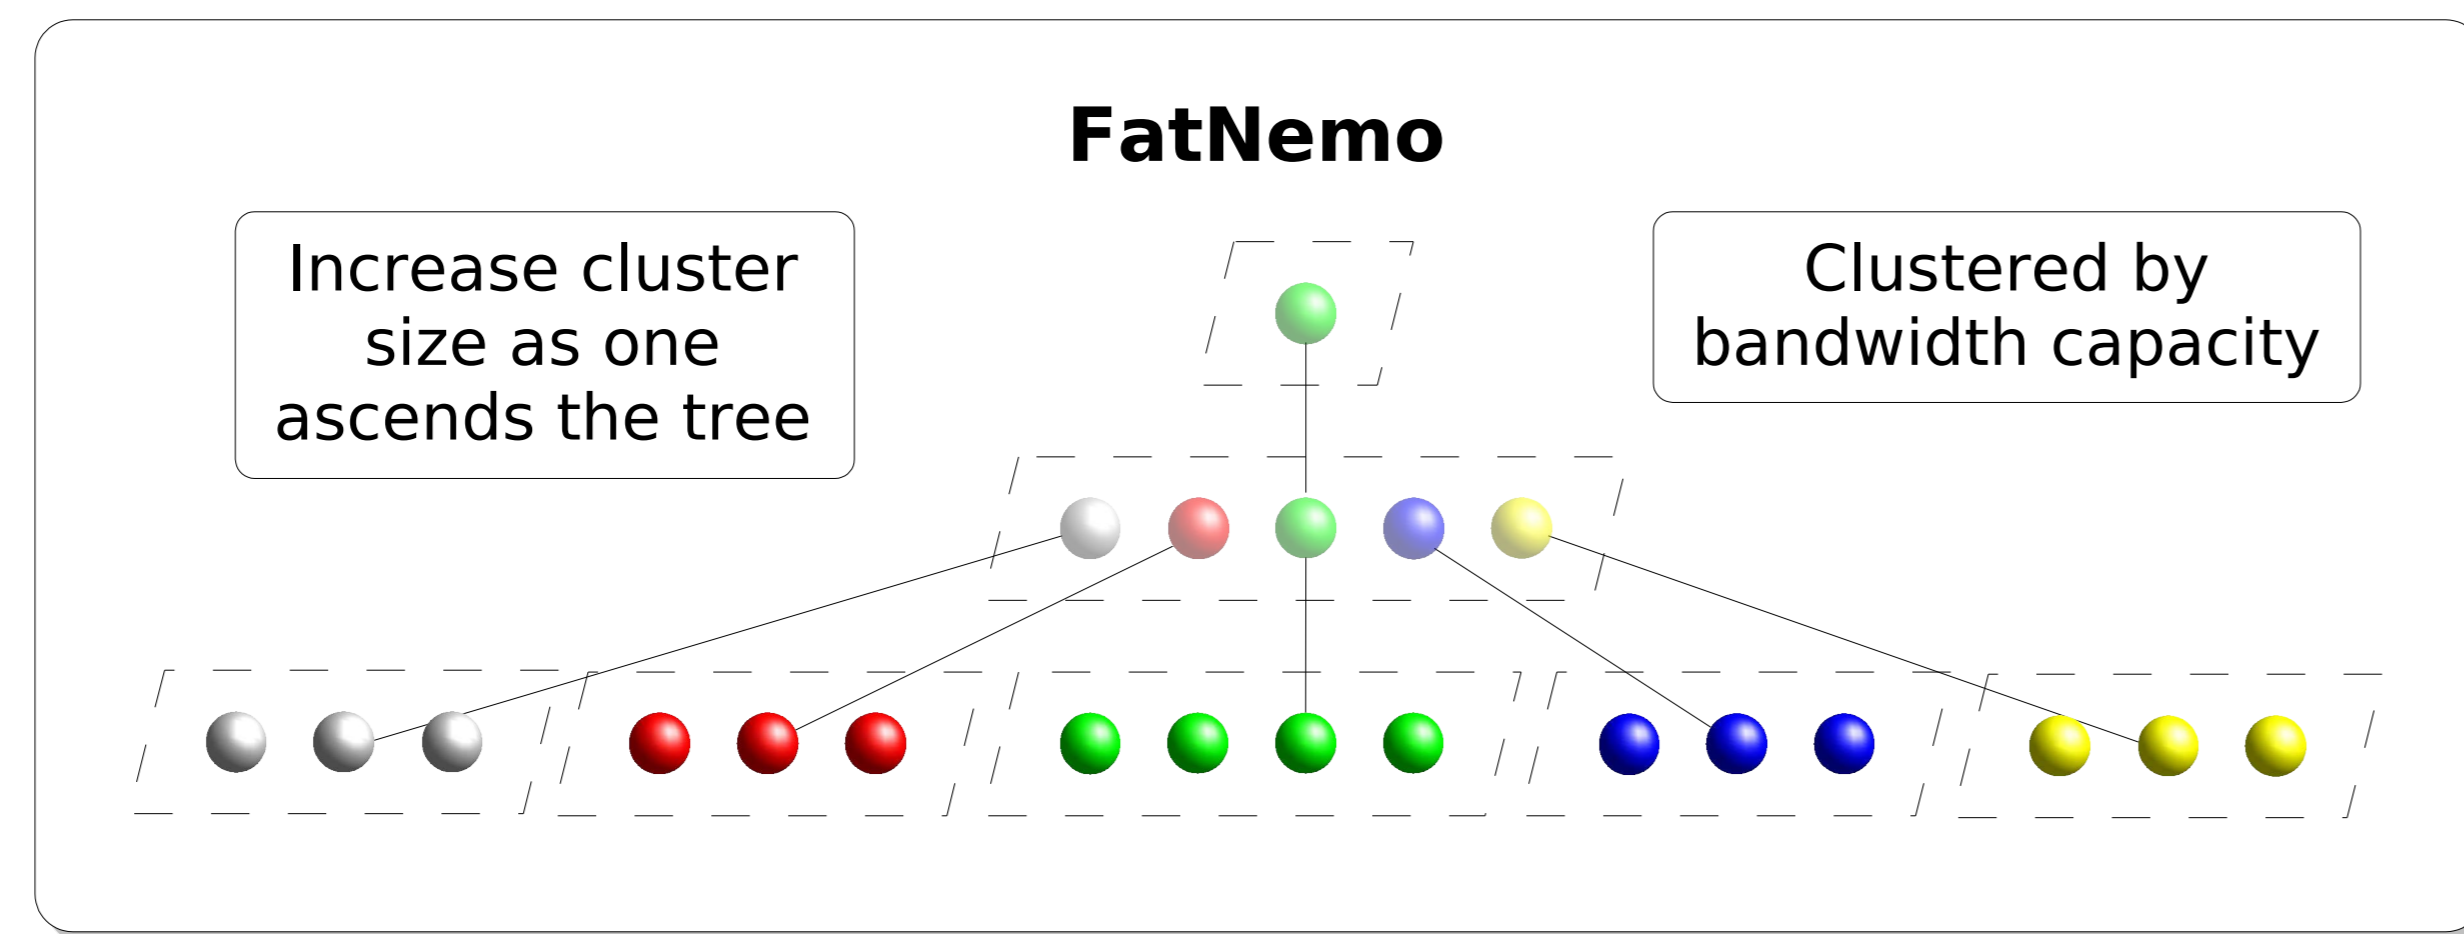 FatNemo
Increase cluster
size as one
ascends the tree
Clustered by
bandwidth capacity